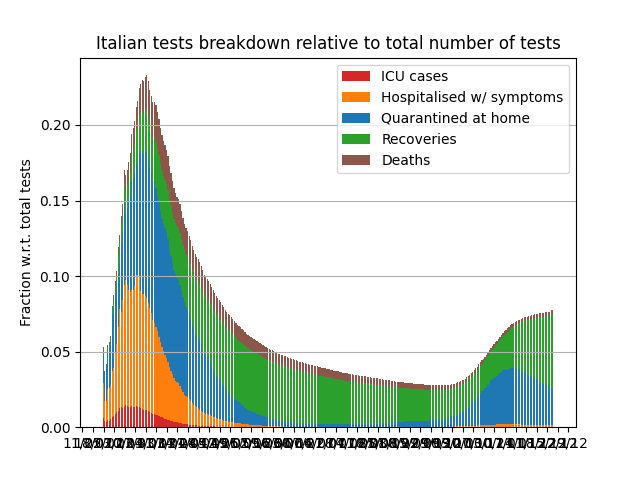 Italian tests breakdown relative to total number of tests
ICU cases
Hospitalised w/ symptoms
Quarantined at home
Recoveries
Deaths
Fraction w.r.t. total tests
0.20
0.15
0.10
0.05
0.00